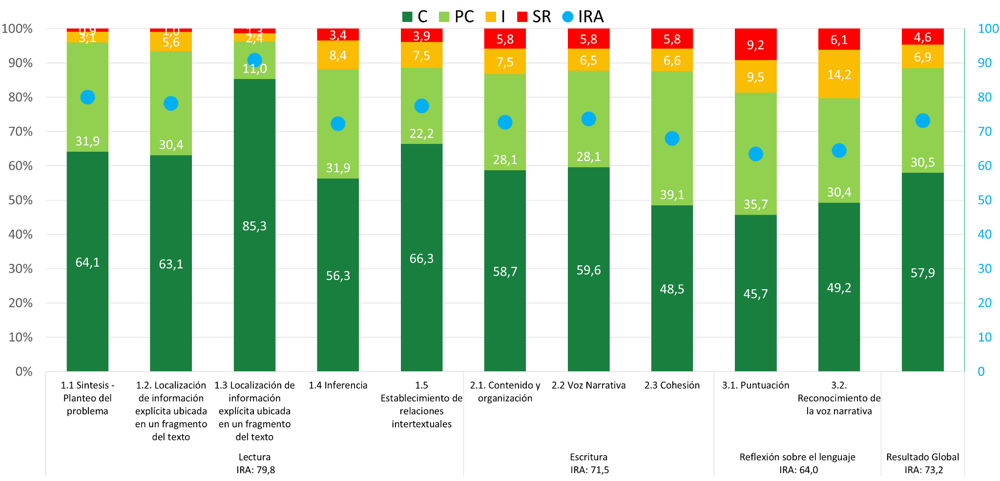 C PC I SR IRA
100% 0,9 1,0 1,3 3,4 3,9 5,8 5,8 5,8 9,2 6,1 4,6 100
3,1 5,6 2,4 8,4 7,5 7,5 6,5 6,6 9,5 14,2 6,9
90% 11,0 90
80% 80
70% 31,9 30,4 31,9 22,2 28,1 28,1 39,1 35,7 30,4 30,5 70
60% 60
50% 50
40% 64,1 63,1 85,3 56,3 66,3 58,7 59,6 48,5 45,7 49,2 57,9 40
30% 30
20% 20
10% 10
0% 0
1.1 Sintesis -
Planteo del
problema
1.2. Localización
de información
explícita ubicada
en un fragmento
del texto
1.3 Localización de
información
explícita ubicada
en un fragmento
del texto
1.4 Inferencia
1.5
Establecimiento de
relaciones
intertextuales
2.1. Contenido y
organización
2.2 Voz Narrativa
2.3 Cohesión
3.1. Puntuación
3.2.
Reconocimiento de
la voz narrativa
Lectura
IRA: 79,8
Escritura
IRA: 71,5
Reflexión sobre el lenguaje
IRA: 64,0
Resultado Global
IRA: 73,2